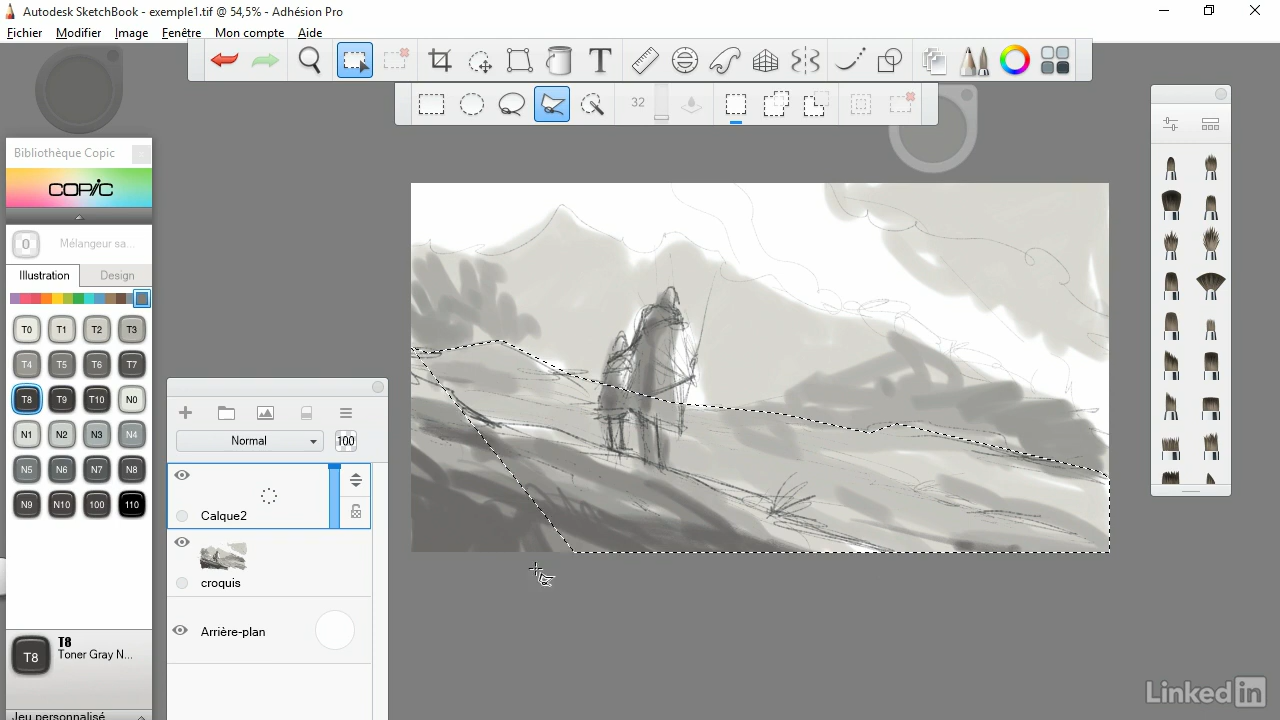 Autodesk SketchBook - exemple1.tif @ 54,5% - Adhésion Pro
Fichier Modifier Image Fenêtre Mon compte Aide
32
Bibliothèque Copic
COPIC
0 Mélangeur sa...
Illustration Design
T0 T1 T2 T3
T4 T5 T6 T7
T8 T9 T10 N0
N1 N2 N3 N4
N5 N6 N7 N8
N9 N10 100 110
T8
T8
Toner Gray N...
Jeu personnalisé
Normal 100
Calque2
croquis
Arrière-plan
Linked in